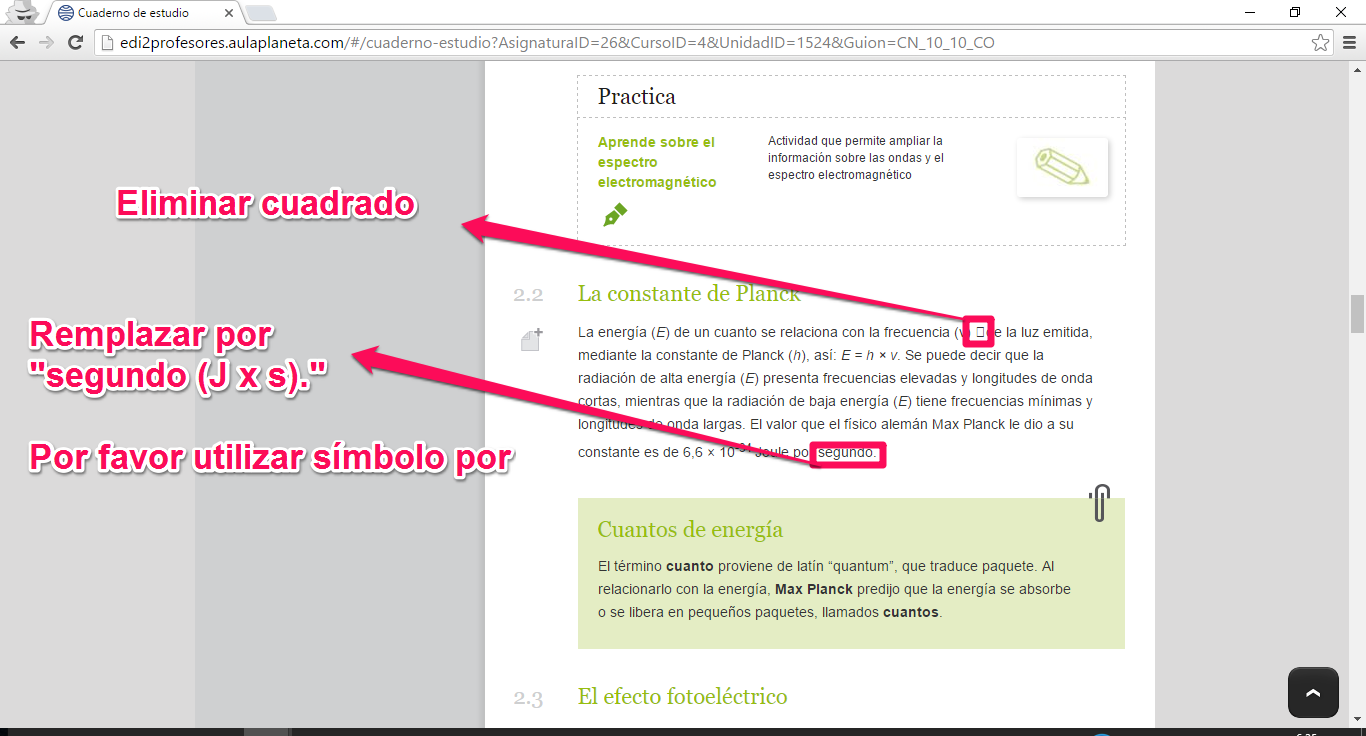 Cuaderno de estudio
edi2profesores.aulaplaneta.com/#/cuaderno-estudio?AsignaturaID=26&CursoID=4&UnidadID=1524&Guion=CN_10_10_CO
Practica
Aprende sobre el
espectro
electromagnético
Actividad que permite ampliar la
información sobre las ondas y el
espectro electromagnético
Eliminar cuadrado
2.2 La constante de Planck
La energía (E) de un cuanto se relaciona con la frecuencia (v) □de la luz emitida,
mediante la constante de Planck (h), así: E = h × v. Se puede decir que la
radiación de alta energía (E) presenta frecuencias elevadas y longitudes de onda
cortas, mientras que la radiación de baja energía (E) tiene frecuencias mínimas y
longitudes de onda largas. El valor que el físico alemán Max Planck le dio a su
constante es de 6,6 × 10⁻³⁴ Joule por segundo.
Remplazar por
"segundo (J x s)."
Por favor utilizar símbolo por
Cuantos de energía
El término cuanto proviene de latín “quantum”, que traduce paquete. Al
relacionarlo con la energía, Max Planck predijo que la energía se absorbe
o se libera en pequeños paquetes, llamados cuantos.
2.3 El efecto fotoeléctrico